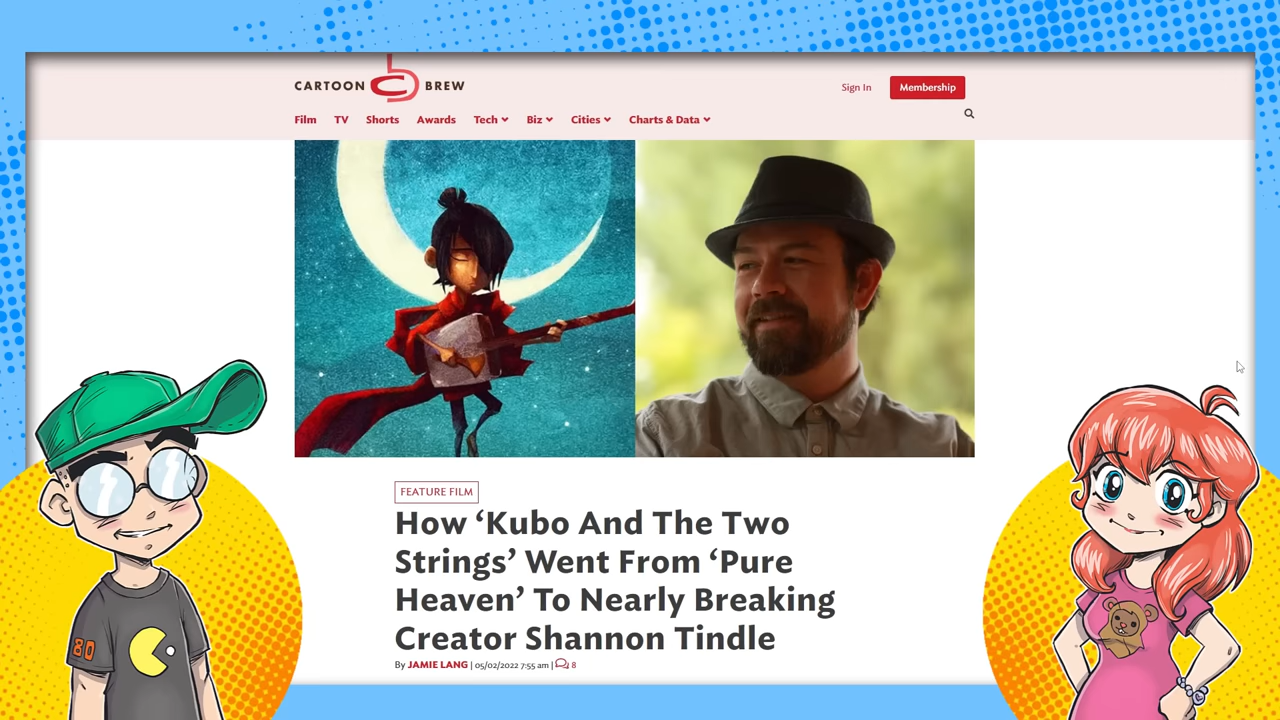 CARTOON BREW
Sign In
Membership
Film TV Shorts Awards Tech Biz Cities Charts & Data
FEATURE FILM
How ‘Kubo And The Two
Strings’ Went From ‘Pure
Heaven’ To Nearly Breaking
Creator Shannon Tindle
By JAMIE LANG | 05/02/2022 7:55 am | 8
80